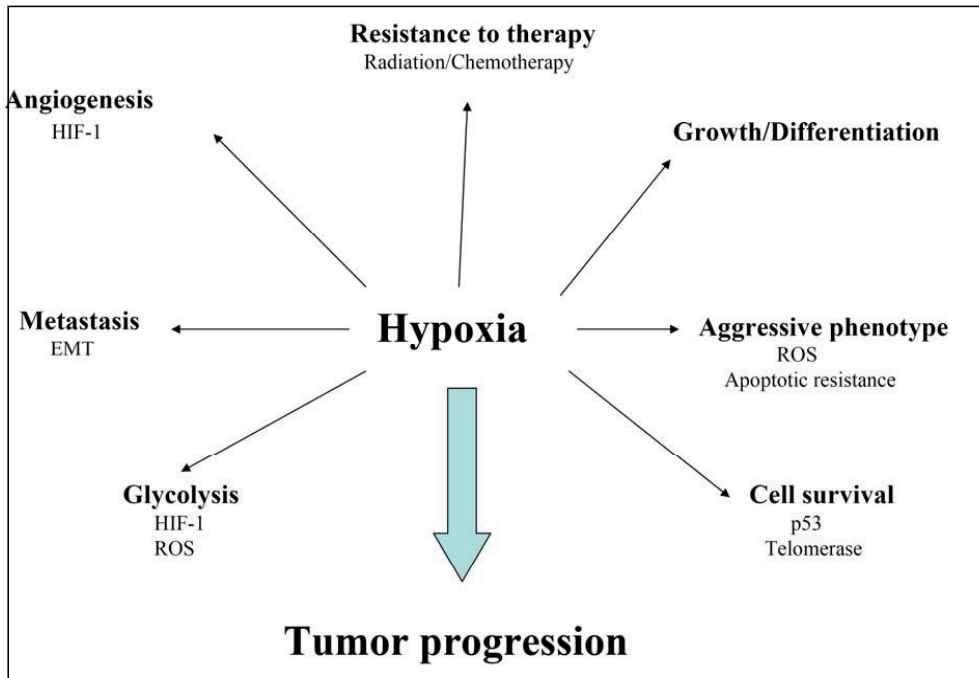 Resistance to therapy
Radiation/Chemotherapy
Angiogenesis
HIF-1
Growth/Differentiation
Metastasis
EMT
Hypoxia
Aggressive phenotype
ROS
Apoptotic resistance
Glycolysis
HIF-1
ROS
Cell survival
p53
Telomerase
Tumor progression